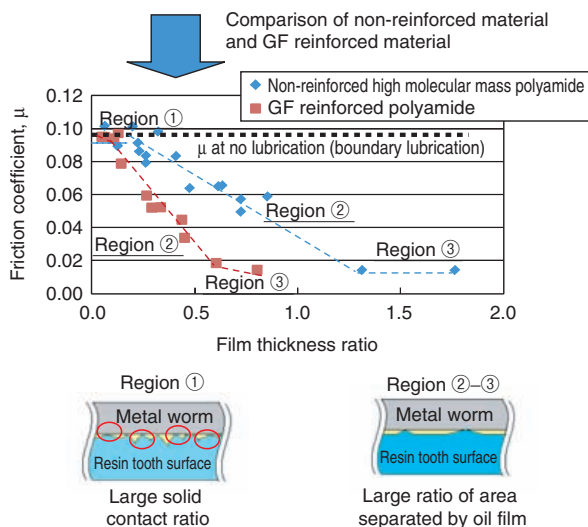 Comparison of non-reinforced material
and GF reinforced material
Non-reinforced high molecular mass polyamide
GF reinforced polyamide
0.12
0.10
0.08
0.06
0.04
0.02
0.00
Friction coefficient, μ
Region ①
μ at no lubrication (boundary lubrication)
Region ②
Region ②
Region ③
Region ③
0.0
0.5
1.0
1.5
2.0
Film thickness ratio
Region ①
Metal worm
Resin tooth surface
Large solid
contact ratio
Region ②–③
Metal worm
Resin tooth surface
Large ratio of area
separated by oil film